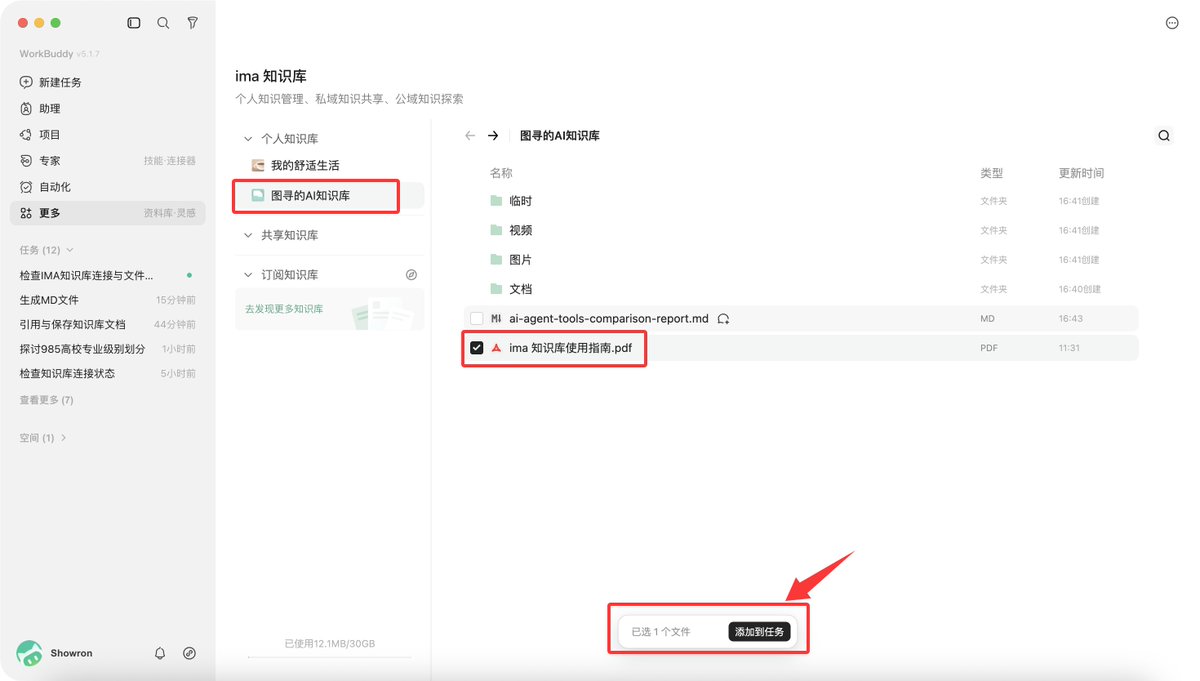 WorkBuddy v5.1.7
新建任务
助理
项目
专家 技能·连接器
自动化
更多 资料库·灵感
任务 (12)
检查IMA知识库连接与文件...
生成MD文件 15分钟前
引用与保存知识库文档 44分钟前
探讨985高校专业级别划分 1小时前
检查知识库连接状态 5小时前
查看更多 (7)
空间 (1)
Showron
ima 知识库
个人知识管理、私域知识共享、公域知识探索
个人知识库
我的舒适生活
图寻的AI知识库
共享知识库
订阅知识库
去发现更多知识库
已使用12.1MB/30GB
图寻的AI知识库
名称 类型 更新时间
临时 文件夹 16:41创建
视频 文件夹 16:41创建
图片 文件夹 16:41创建
文档 文件夹 16:40创建
ai-agent-tools-comparison-report.md MD 16:43
ima 知识库使用指南.pdf PDF 11:31
已选 1 个文件 添加到任务